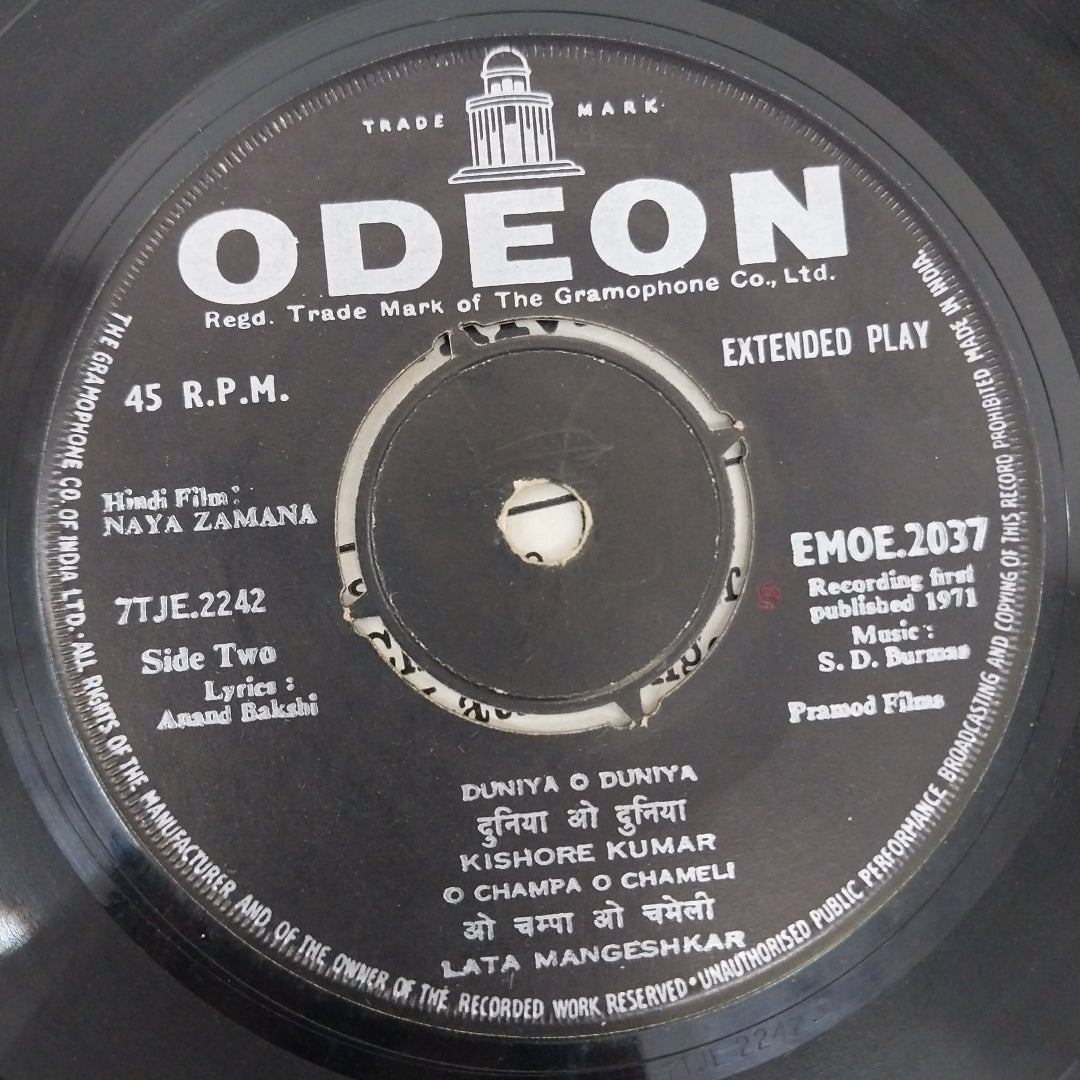 TRADE MARK
ODEON
Regd. Trade Mark of The Gramophone Co., Ltd.
EXTENDED PLAY
45 R.P.M.
Hindi Film:
NAYA ZAMANA
EMOE.2037
Recording first
published 1971
Music:
S. D. Burman
Pramod Films
7TJE.2242
Side Two
Lyrics:
Anand Bakshi
DUNIYA O DUNIYA
दुनिया ओ दुनिया
KISHORE KUMAR
O CHAMPA O CHAMELI
ओ चम्पा ओ चमेली
LATA MANGESHKAR
THE GRAMOPHONE CO. OF INDIA LTD. ALL RIGHTS OF THE MANUFACTURER AND OF THE OWNER OF THE RECORDED WORK RESERVED • UNAUTHORISED PUBLIC PERFORMANCE BROADCASTING AND COPYING OF THIS RECORD PROHIBITED MADE IN INDIA.
7TJE 2242